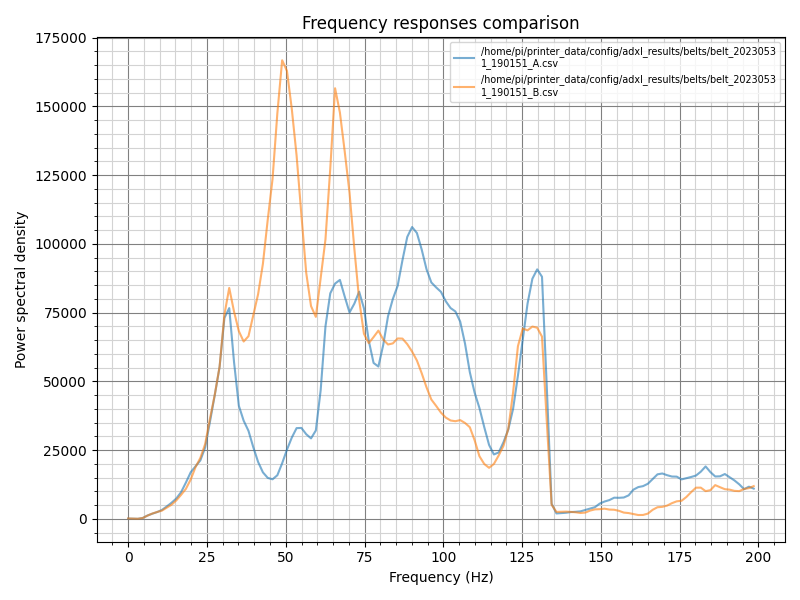 Frequency responses comparison
/home/pi/printer_data/config/adxl_results/belts/belt_2023053
1_190151_A.csv
/home/pi/printer_data/config/adxl_results/belts/belt_2023053
1_190151_B.csv
175000
150000
125000
100000
75000
50000
25000
0
Power spectral density
0 25 50 75 100 125 150 175 200
Frequency (Hz)